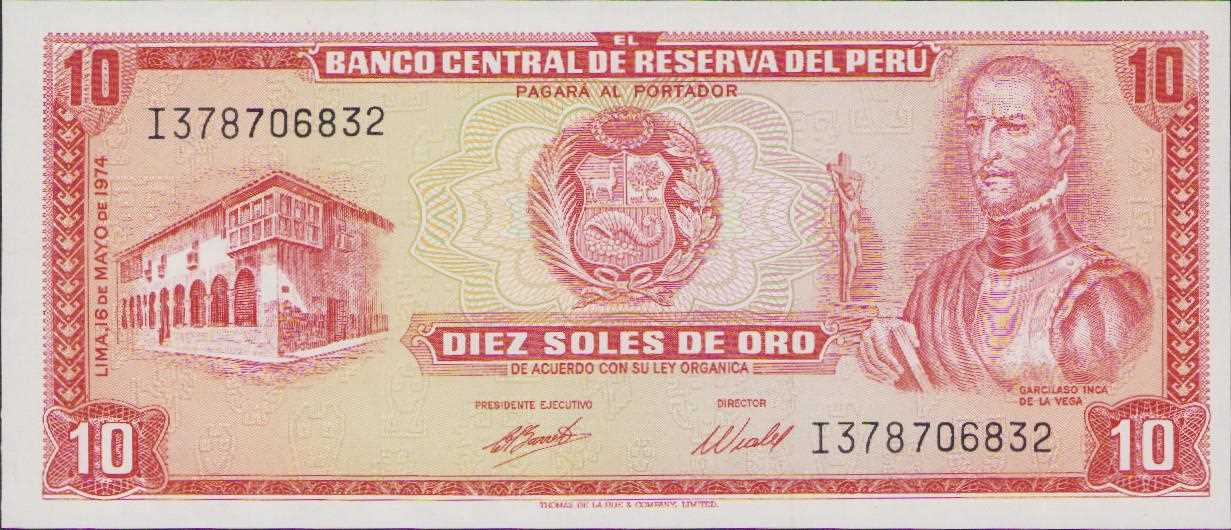 EL
BANCO CENTRAL DE RESERVA DEL PERÚ
PAGARÁ AL PORTADOR
10
10
I378706832
LIMA, 16 DE MAYO DE 1974
DIEZ SOLES DE ORO
DE ACUERDO CON SU LEY ORGANICA
GARCILASO INCA
DE LA VEGA
PRESIDENTE EJECUTIVO
DIRECTOR
I378706832
10
10
THOMAS DE LA RUE & COMPANY, LIMITED.